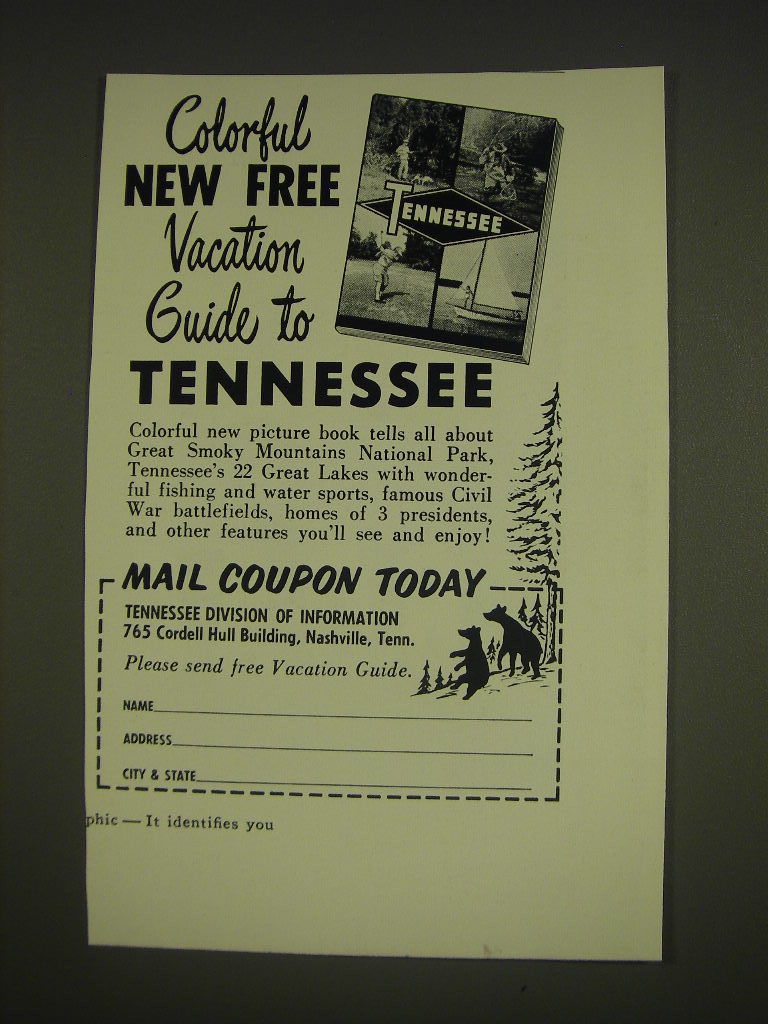 Colorful
NEW FREE
Vacation
Guide to
TENNESSEE
TENNESSEE
Colorful new picture book tells all about
Great Smoky Mountains National Park,
Tennessee's 22 Great Lakes with wonder-
ful fishing and water sports, famous Civil
War battlefields, homes of 3 presidents,
and other features you'll see and enjoy!
MAIL COUPON TODAY
TENNESSEE DIVISION OF INFORMATION
765 Cordell Hull Building, Nashville, Tenn.
Please send free Vacation Guide.
NAME
ADDRESS
CITY & STATE
phic — It identifies you